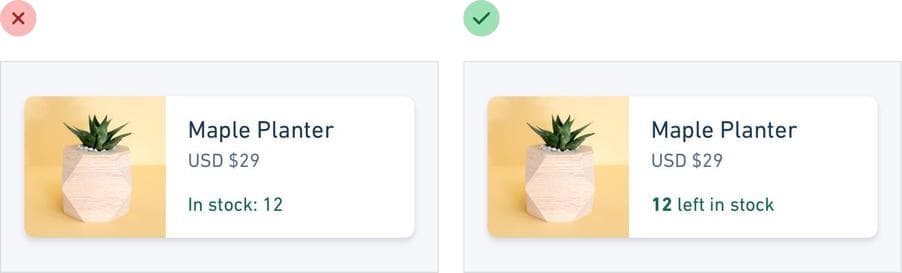 Maple Planter
USD $29
In stock: 12
Maple Planter
USD $29
12 left in stock